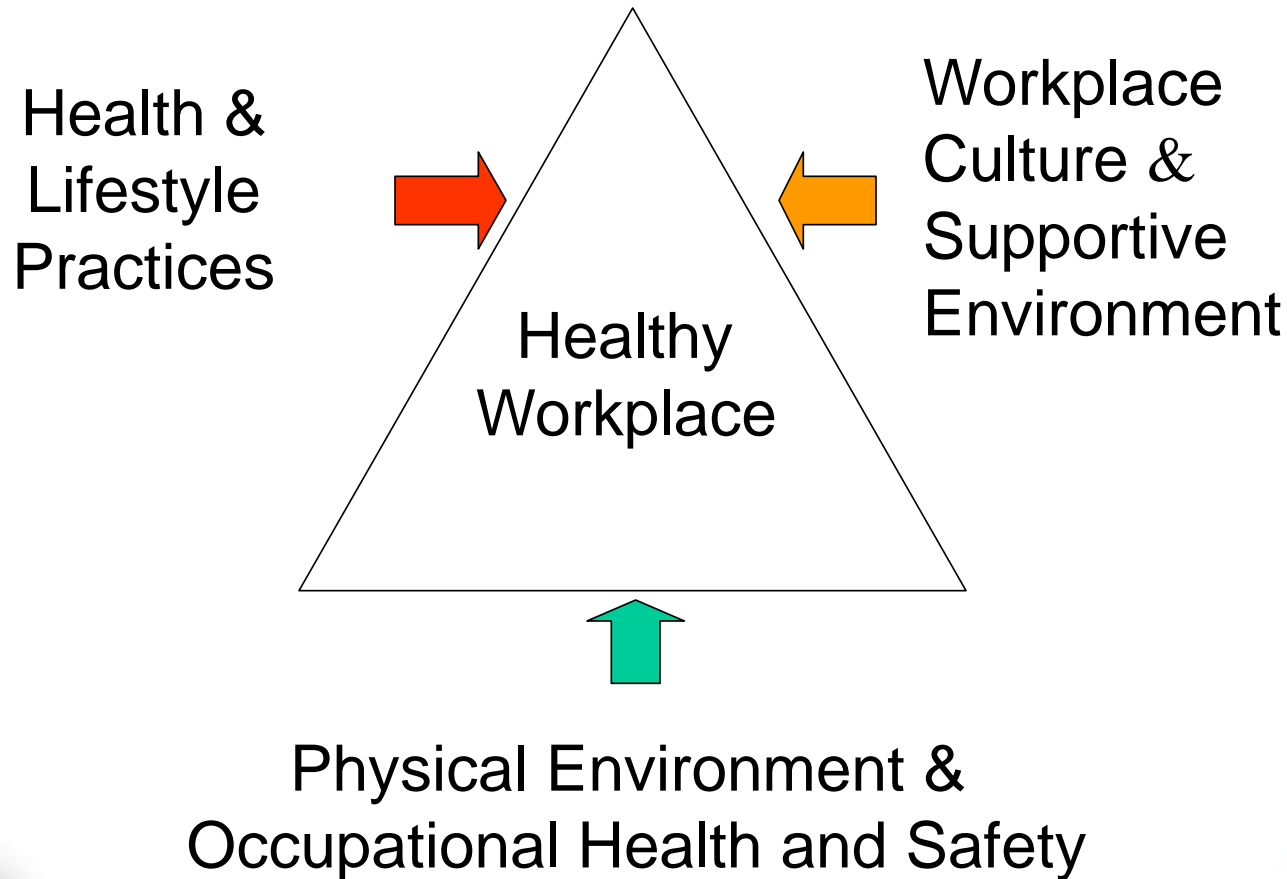 Health &
Lifestyle
Practices
Workplace
Culture &
Supportive
Environment
Healthy
Workplace
Physical Environment &
Occupational Health and Safety